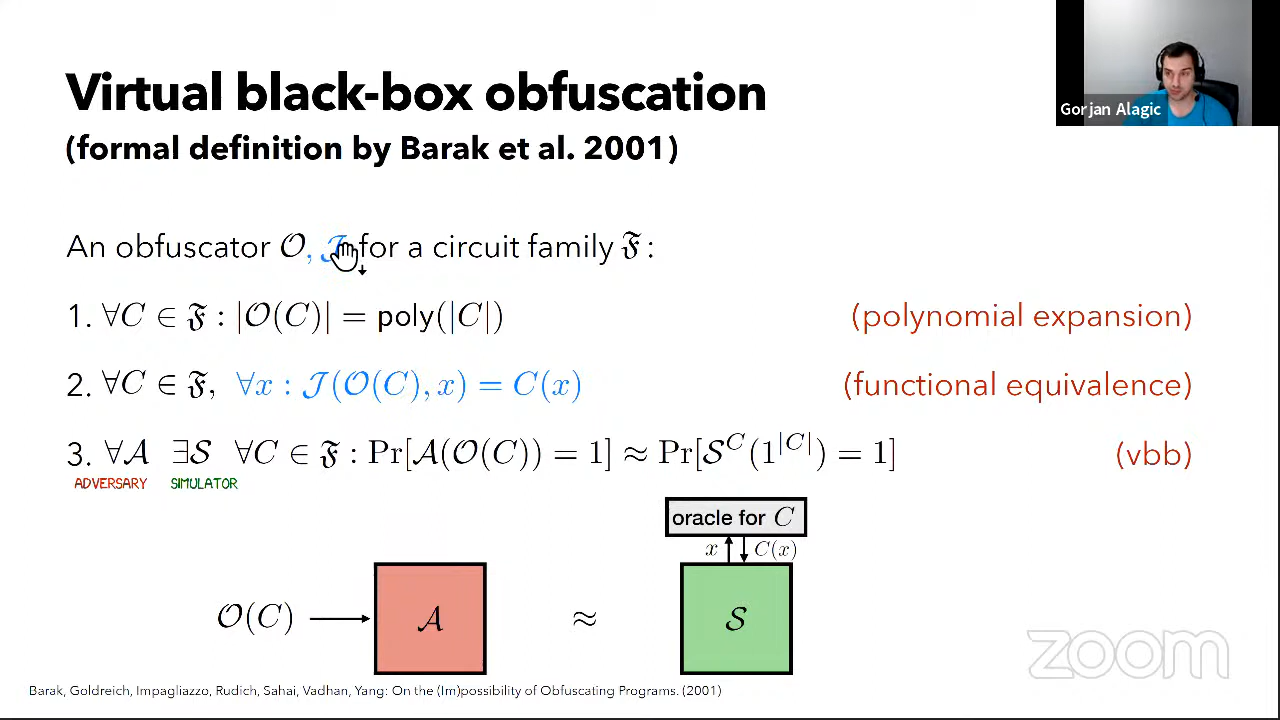 Virtual black-box obfuscation
(formal definition by Barak et al. 2001)
Gorjan Alagic
An obfuscator 𝒪, 𝒥 for a circuit family 𝔉:
1. ∀C ∈ 𝔉 : |𝒪(C)| = poly(|C|) (polynomial expansion)
2. ∀C ∈ 𝔉, ∀x : 𝒥(𝒪(C), x) = C(x) (functional equivalence)
3. ∀𝒜 ∃𝒮 ∀C ∈ 𝔉 : Pr[𝒜(𝒪(C)) = 1] ≈ Pr[𝒮^C(1^{|C|}) = 1] (vbb)
ADVERSARY SIMULATOR
oracle for C
x C(x)
𝒪(C) 𝒜 ≈ 𝒮
zoom
Barak, Goldreich, Impagliazzo, Rudich, Sahai, Vadhan, Yang: On the (Im)possibility of Obfuscating Programs. (2001)